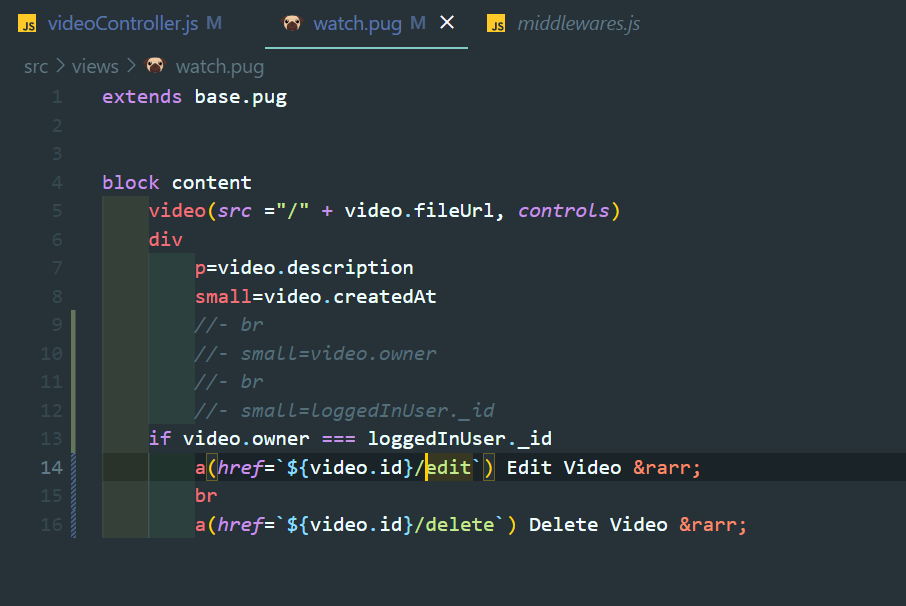 JS videoController.js M watch.pug M × JS middlewares.js
src > views > watch.pug
1 extends base.pug
2
3
4 block content
5 video(src ="/" + video.fileUrl, controls)
6 div
7 p=video.description
8 small=video.createdAt
9 //- br
10 //- small=video.owner
11 //- br
12 //- small=loggedInUser._id
13 if video.owner === loggedInUser._id
14 a(href=`${video.id}/edit`) Edit Video &rarr;
15 br
16 a(href=`${video.id}/delete`) Delete Video &rarr;